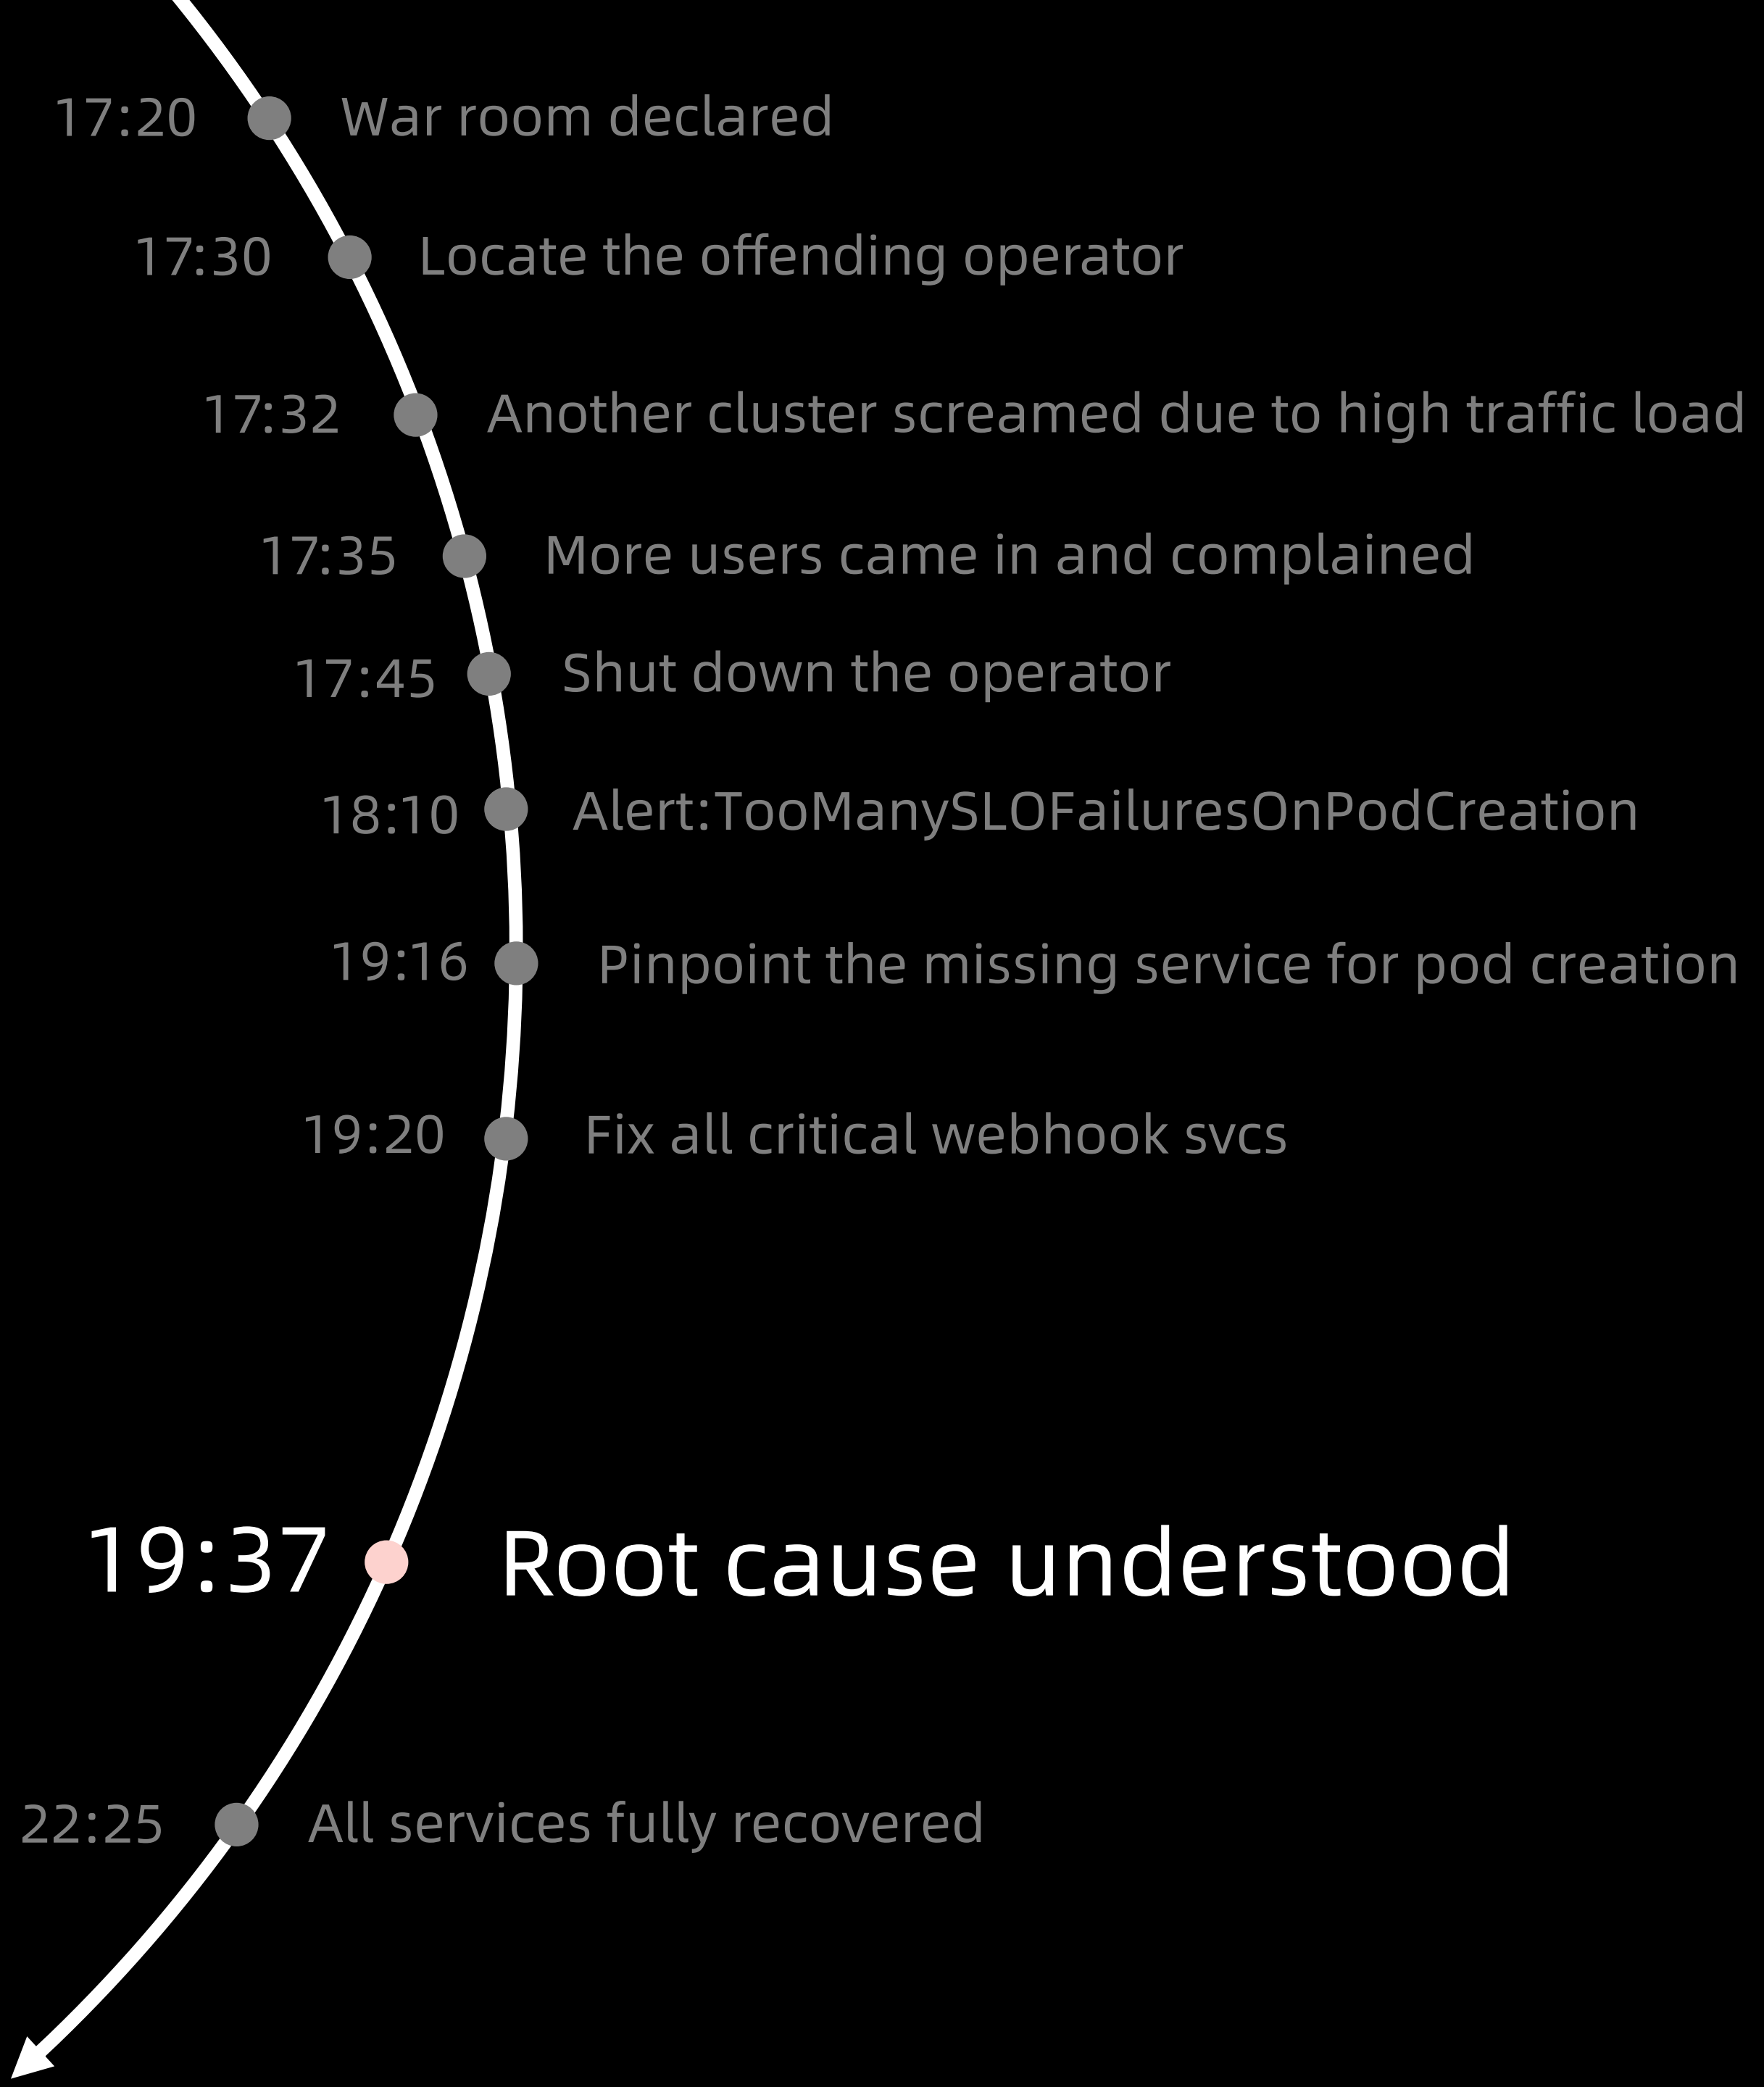 17:20 War room declared
17:30 Locate the offending operator
17:32 Another cluster screamed due to high traffic load
17:35 More users came in and complained
17:45 Shut down the operator
18:10 Alert:TooManySLOFailuresOnPodCreation
19:16 Pinpoint the missing service for pod creation
19:20 Fix all critical webhook svcs
19:37 Root cause understood
22:25 All services fully recovered